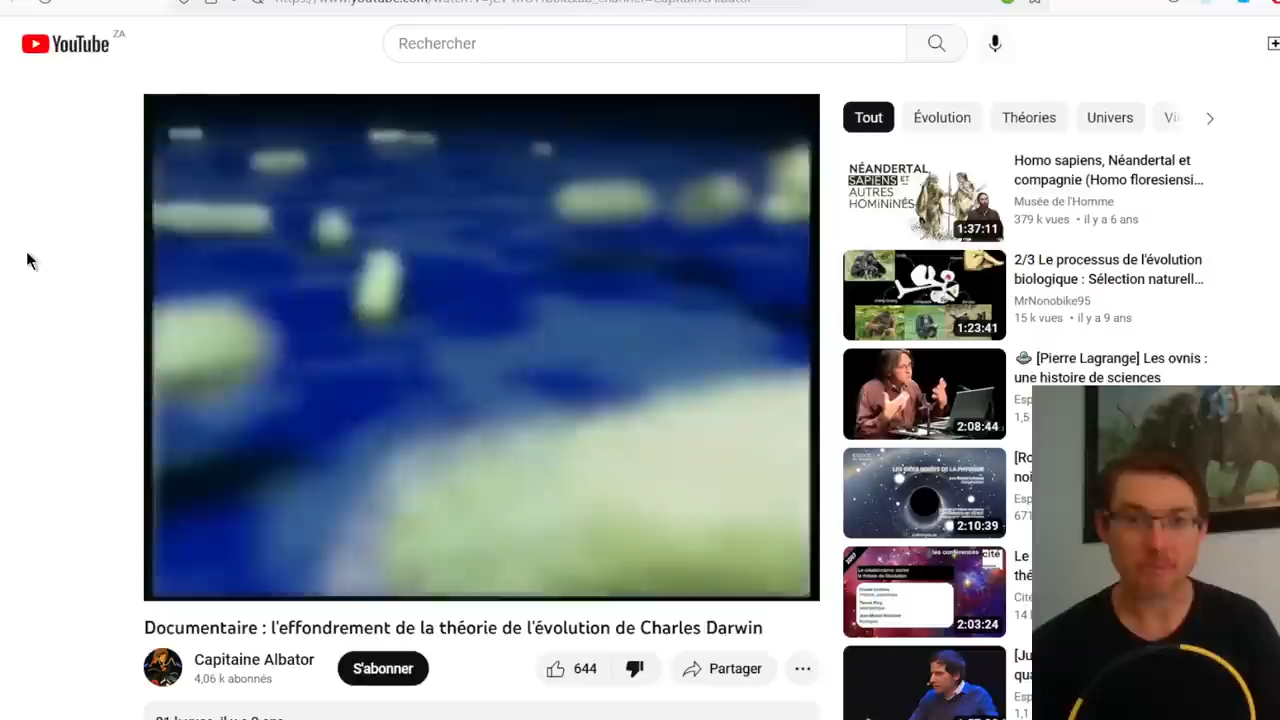 YouTube
ZA
Rechercher
Tout
Évolution
Théories
Univers
NÉANDERTAL,
SAPIENS ET
AUTRES
HOMININÉS
1:37:11
Homo sapiens, Néandertal et
compagnie (Homo floresiensi...
Musée de l'Homme
379 k vues • il y a 6 ans
1:23:41
2/3 Le processus de l'évolution
biologique : Sélection naturell...
MrNonobike95
15 k vues • il y a 9 ans
2:08:44
[Pierre Lagrange] Les ovnis :
une histoire de sciences
2:10:39
les conférences
cité
2:03:24
Documentaire : l'effondrement de la théorie de l'évolution de Charles Darwin
Capitaine Albator
4,06 k abonnés
S'abonner
644
Partager